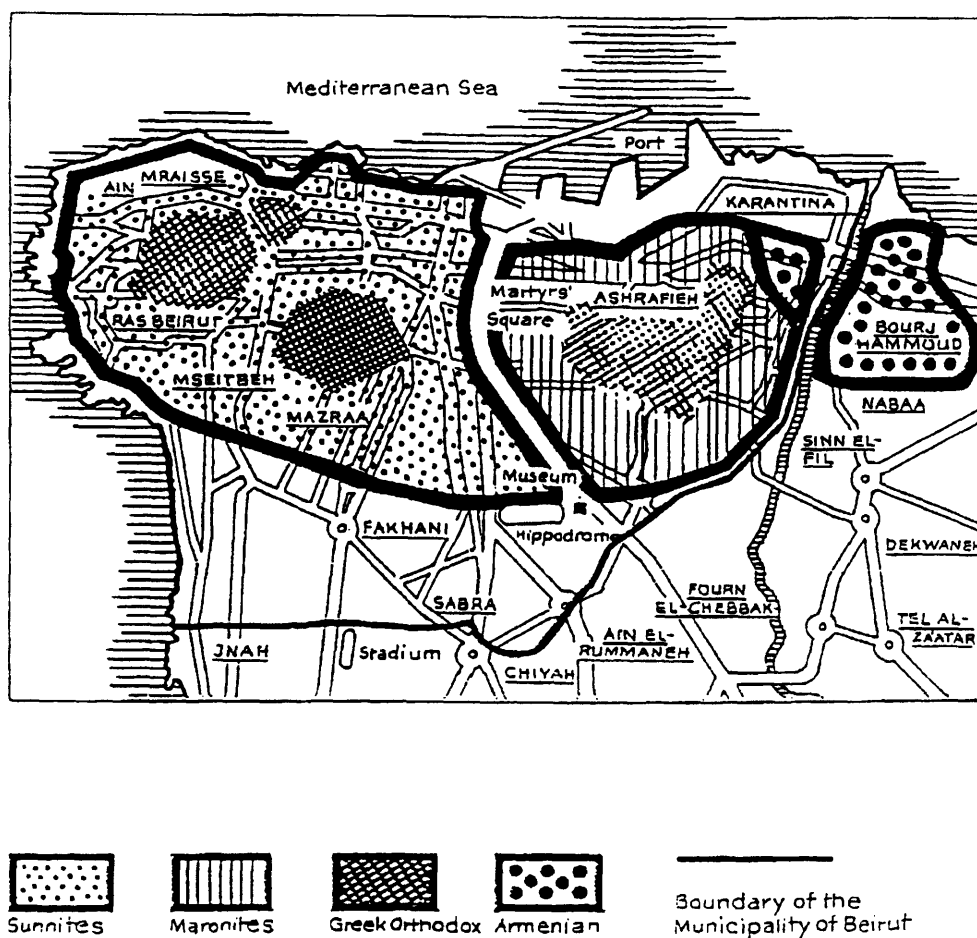 Mediterranean Sea
Port
AIN MRAISSE
KARANTINA
Martyrs'
Square
ASHRAFIEH
RAS BEIRUT
BOURJ
HAMMOUD
MSEITBEH
MAZRAA
NABAA
SINN EL-
FIL
Museum
FAKHANI
Hippodrome
DEKWANEH
SABRA
FOURN
EL-CHEBBAK
TEL AL-
ZAATAR
JNAH
Stadium
AIN EL-
RUMMANEH
CHIYAH
Sunnites
Maronites
Greek Orthodox
Armenian
Boundary of the
Municipality of Beirut